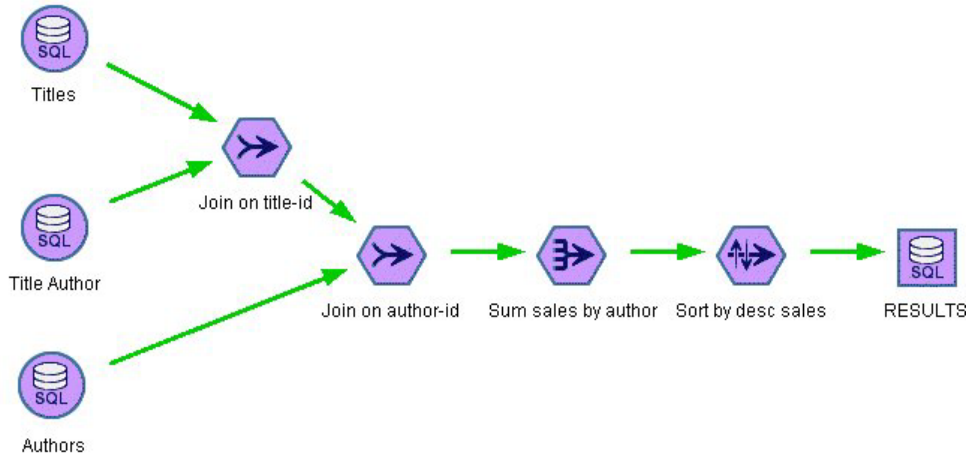 SQL
Titles
Join on title-id
SQL
Title Author
Join on author-id
Sum sales by author
Sort by desc sales
SQL
RESULTS
SQL
Authors